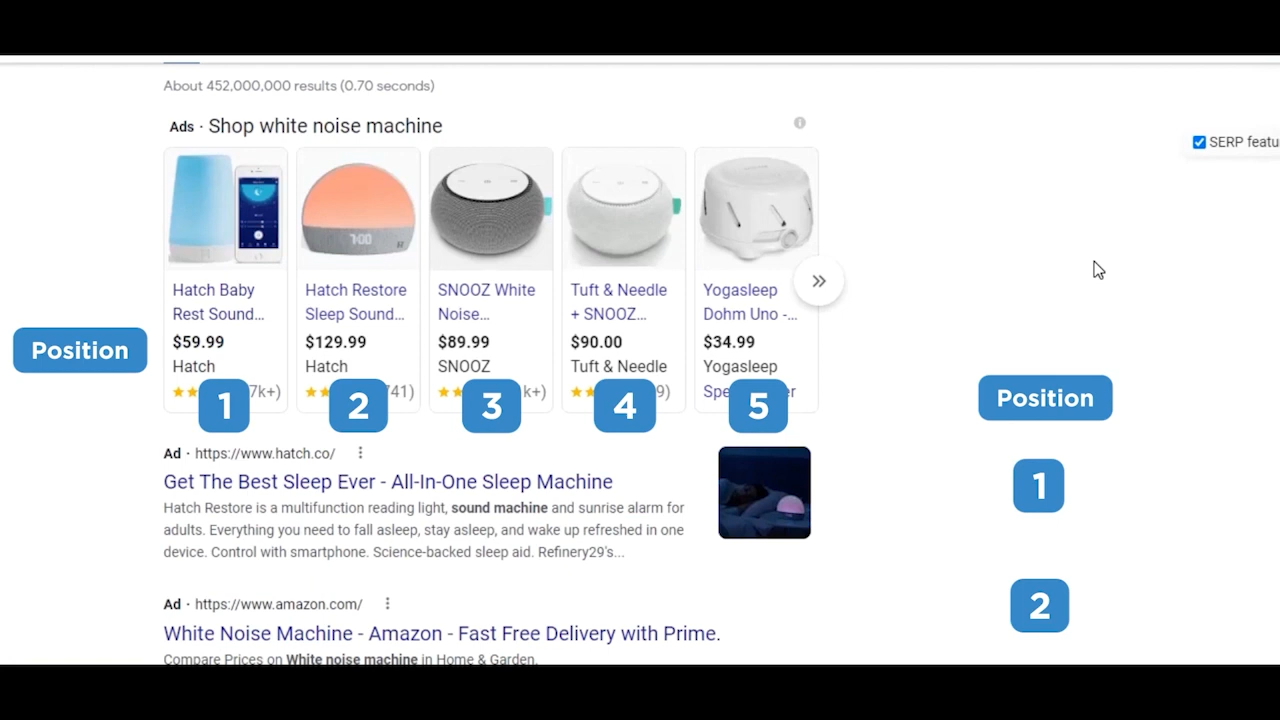 About 452,000,000 results (0.70 seconds)
Ads · Shop white noise machine
SERP featu
7:00
Hatch Baby
Rest Sound...
$59.99
Hatch
7k+)
Hatch Restore
Sleep Sound...
$129.99
Hatch
741)
SNOOZ White
Noise...
$89.99
SNOOZ
k+)
Tuft & Needle
+ SNOOZ...
$90.00
Tuft & Needle
9)
Yogasleep
Dohm Uno -...
$34.99
Yogasleep
Position
1
2
3
4
5
Ad · https://www.hatch.co/
Get The Best Sleep Ever - All-In-One Sleep Machine
Hatch Restore is a multifunction reading light, sound machine and sunrise alarm for
adults. Everything you need to fall asleep, stay asleep, and wake up refreshed in one
device. Control with smartphone. Science-backed sleep aid. Refinery29's...
Ad · https://www.amazon.com/
White Noise Machine - Amazon - Fast Free Delivery with Prime.
Compare Prices on White noise machine in Home & Garden.
Position
1
2